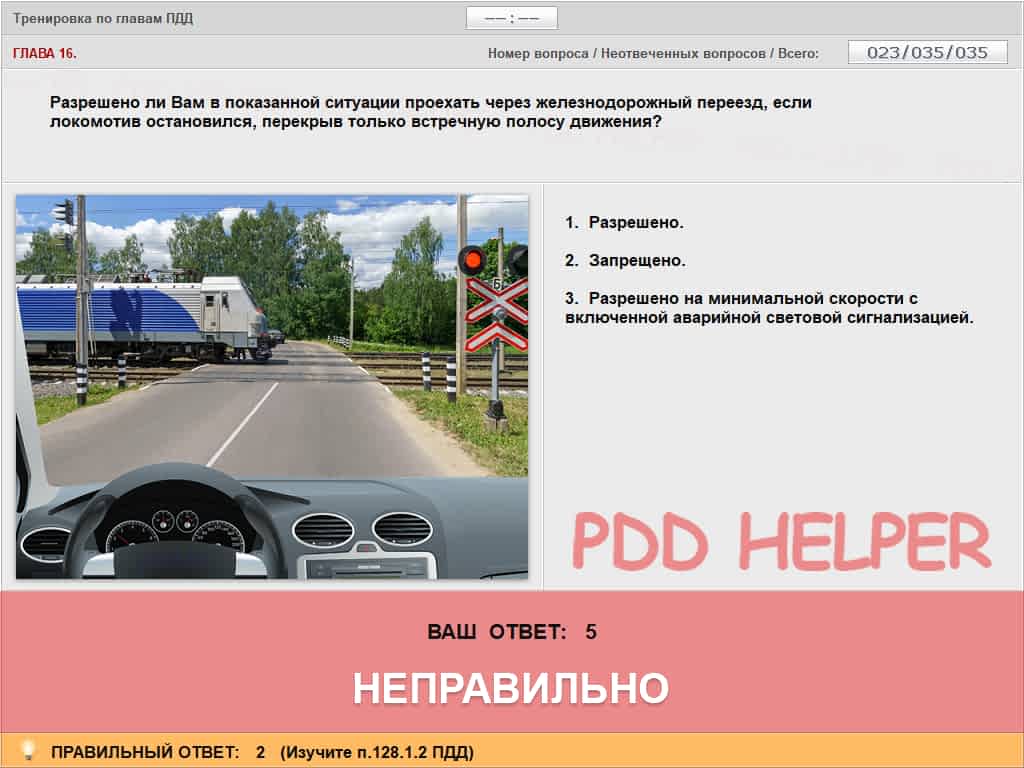 Тренировка по главам ПДД
—— : ——
ГЛАВА 16.
Номер вопроса / Неотвеченных вопросов / Всего:
023/035/035
Разрешено ли Вам в показанной ситуации проехать через железнодорожный переезд, если
локомотив остановился, перекрыв только встречную полосу движения?
1. Разрешено.
2. Запрещено.
3. Разрешено на минимальной скорости с
включенной аварийной световой сигнализацией.
Б
PDD HELPER
ВАШ ОТВЕТ: 5
НЕПРАВИЛЬНО
ПРАВИЛЬНЫЙ ОТВЕТ: 2 (Изучите п.128.1.2 ПДД)